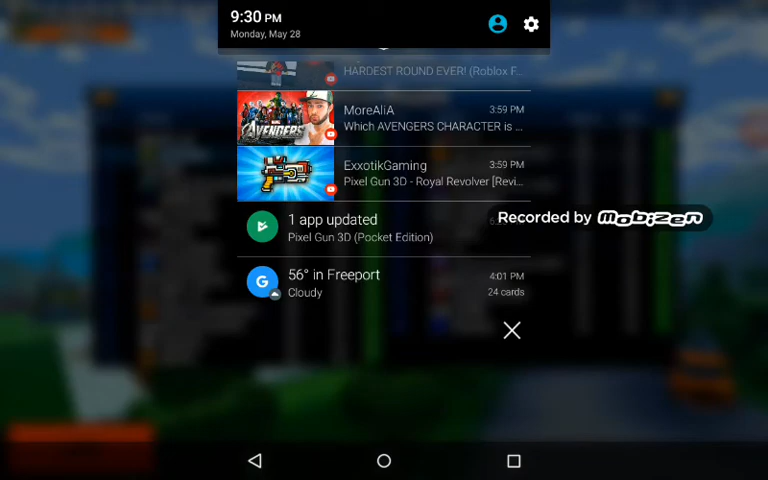 9:30 PM
Monday, May 28
HARDEST ROUND EVER! (Roblox F...
MoreAliA 3:59 PM
Which AVENGERS CHARACTER is ...
MARVEL
AVENGERS
ExxotikGaming 3:59 PM
Pixel Gun 3D - Royal Revolver [Revi...
1 app updated
Pixel Gun 3D (Pocket Edition)
Recorded by mobizen
56° in Freeport 4:01 PM
Cloudy 24 cards